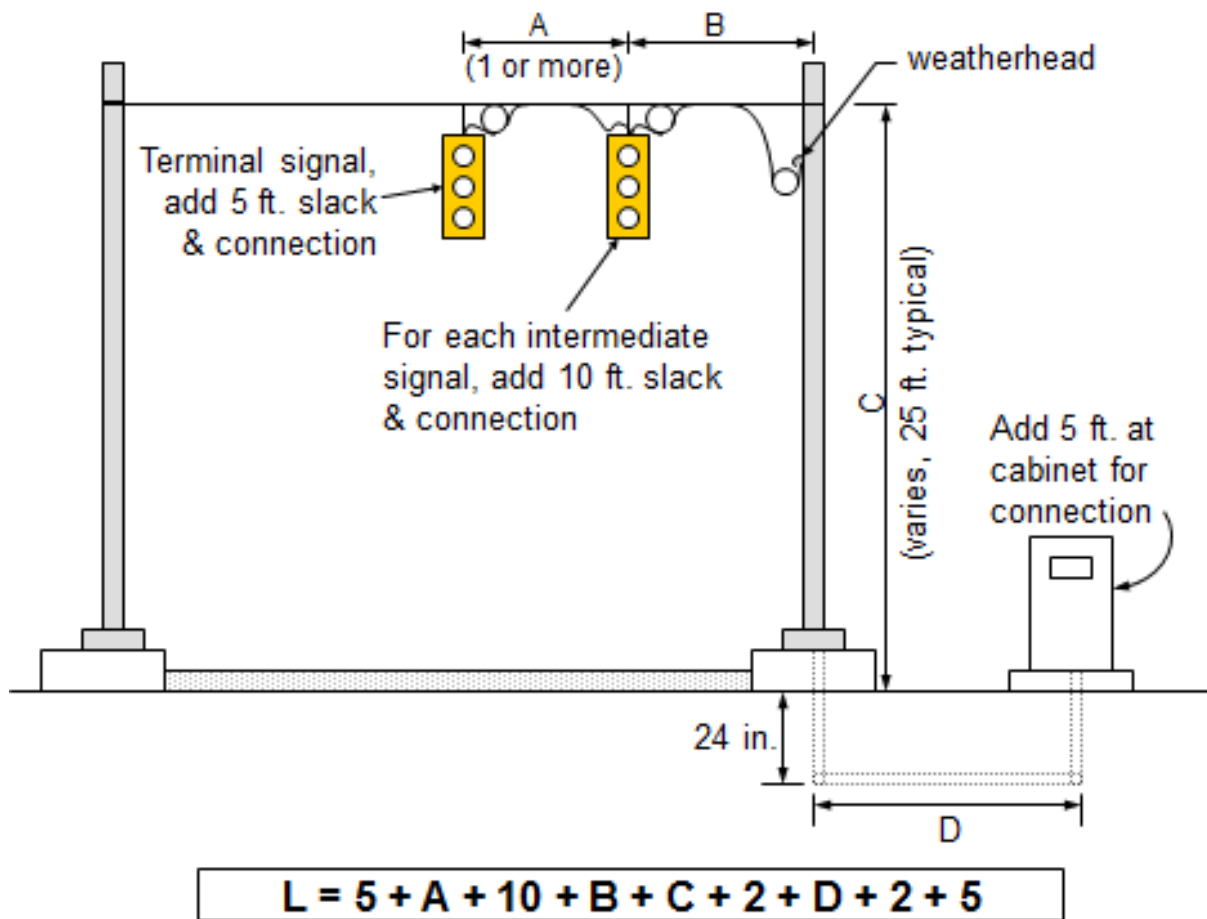 A
B
(1 or more)
weatherhead
Terminal signal,
add 5 ft. slack
& connection
For each intermediate
signal, add 10 ft. slack
& connection
C
(varies, 25 ft. typical)
Add 5 ft. at
cabinet for
connection
24 in.
D
L = 5 + A + 10 + B + C + 2 + D + 2 + 5